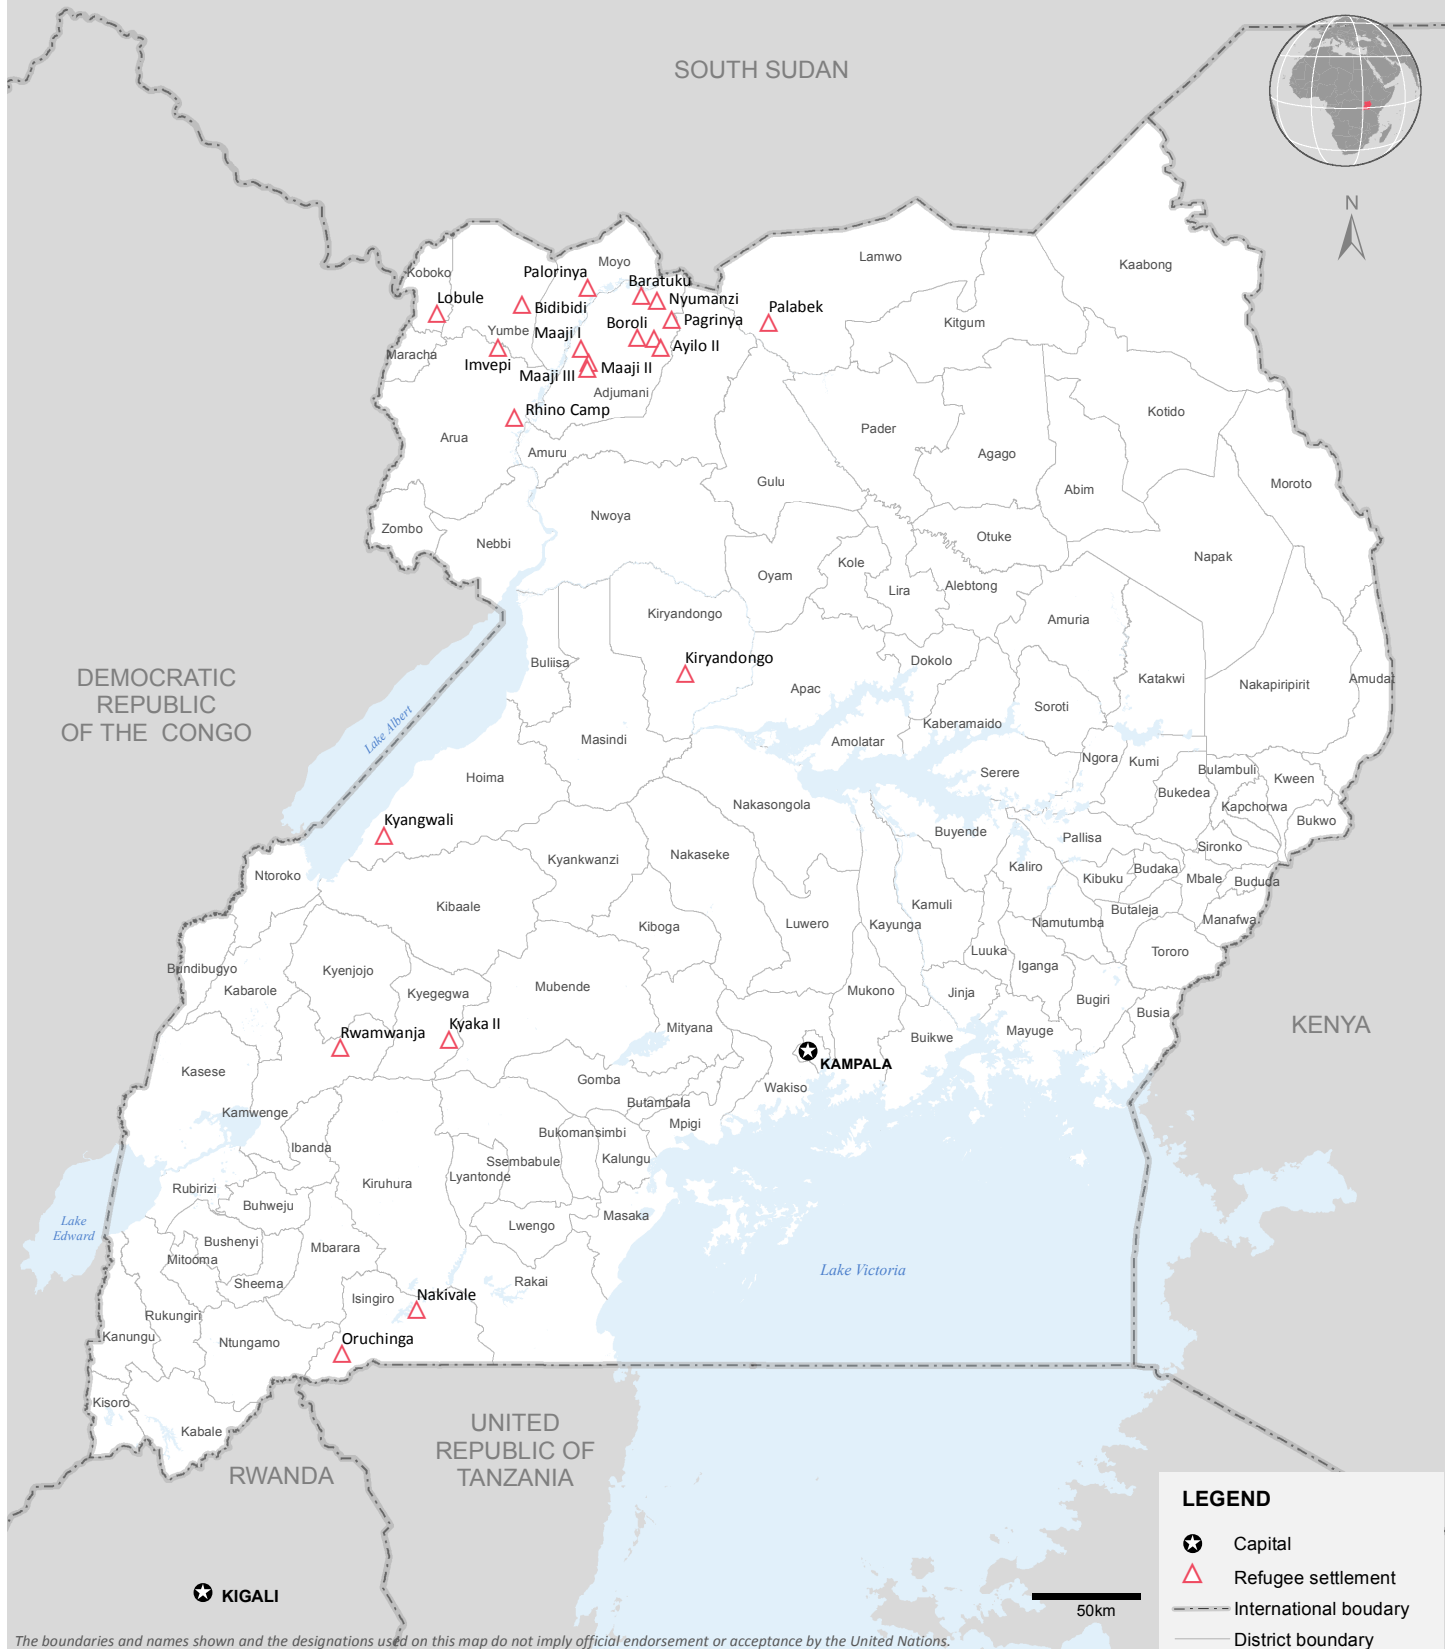 SOUTH SUDAN
N
Lamwo
Kaabong
Moyo
Koboko
Palorinya
Baratuku
Lobule
Bidibidi
Nyumanzi
Palabek
Pagrinya
Kitgum
Yumbe
Maaji I
Boroli
Ayilo II
Maracha
Imvepi
Maaji III
Maaji II
Adjumani
Rhino Camp
Kotido
Arua
Pader
Amuru
Agago
Gulu
Abim
Moroto
Nwoya
Zombo
Nebbi
Otuke
Napak
Kole
Oyam
Lira
Alebtong
Kiryandongo
Amuria
Buliisa
Kiryandongo
Dokolo
DEMOCRATIC
REPUBLIC
OF THE CONGO
Apac
Katakwi
Nakapiripirit
Amudat
Soroti
Lake Albert
Kaberamaido
Masindi
Amolatar
Ngora
Kumi
Serere
Bulambuli
Kween
Hoima
Bukedea
Kapchorwa
Nakasongola
Bukwo
Kyangwali
Buyende
Pallisa
Sironko
Kyankwanzi
Nakaseke
Kaliro
Ntoroko
Kibuku
Budaka
Mbale
Bududa
Kibaale
Kamuli
Butaleja
Kiboga
Luwero
Kayunga
Namutumba
Manafwa
Luuka
Tororo
Bundibugyo
Kyenjojo
Iganga
Kabarole
Kyegegwa
Mubende
Mukono
Jinja
Bugiri
Busia
Rwamwanja
Kyaka II
Mityana
Buikwe
Mayuge
KENYA
KAMPALA
Kasese
Gomba
Wakiso
Butambala
Kamwenge
Mpigi
Bukomansimbi
Ibanda
Ssembabule
Kalungu
Lyantonde
Rubirizi
Kiruhura
Buhweju
Masaka
Lake
Edward
Lwengo
Bushenyi
Mbarara
Mitooma
Lake Victoria
Sheema
Rakai
Nakivale
Isingiro
Rukungiri
Kanungu
Oruchinga
Ntungamo
Kisoro
Kabale
UNITED
REPUBLIC OF
TANZANIA
RWANDA
KIGALI
LEGEND
Capital
Refugee settlement
International boudary
District boundary
50km
The boundaries and names shown and the designations used on this map do not imply official endorsement or acceptance by the United Nations.